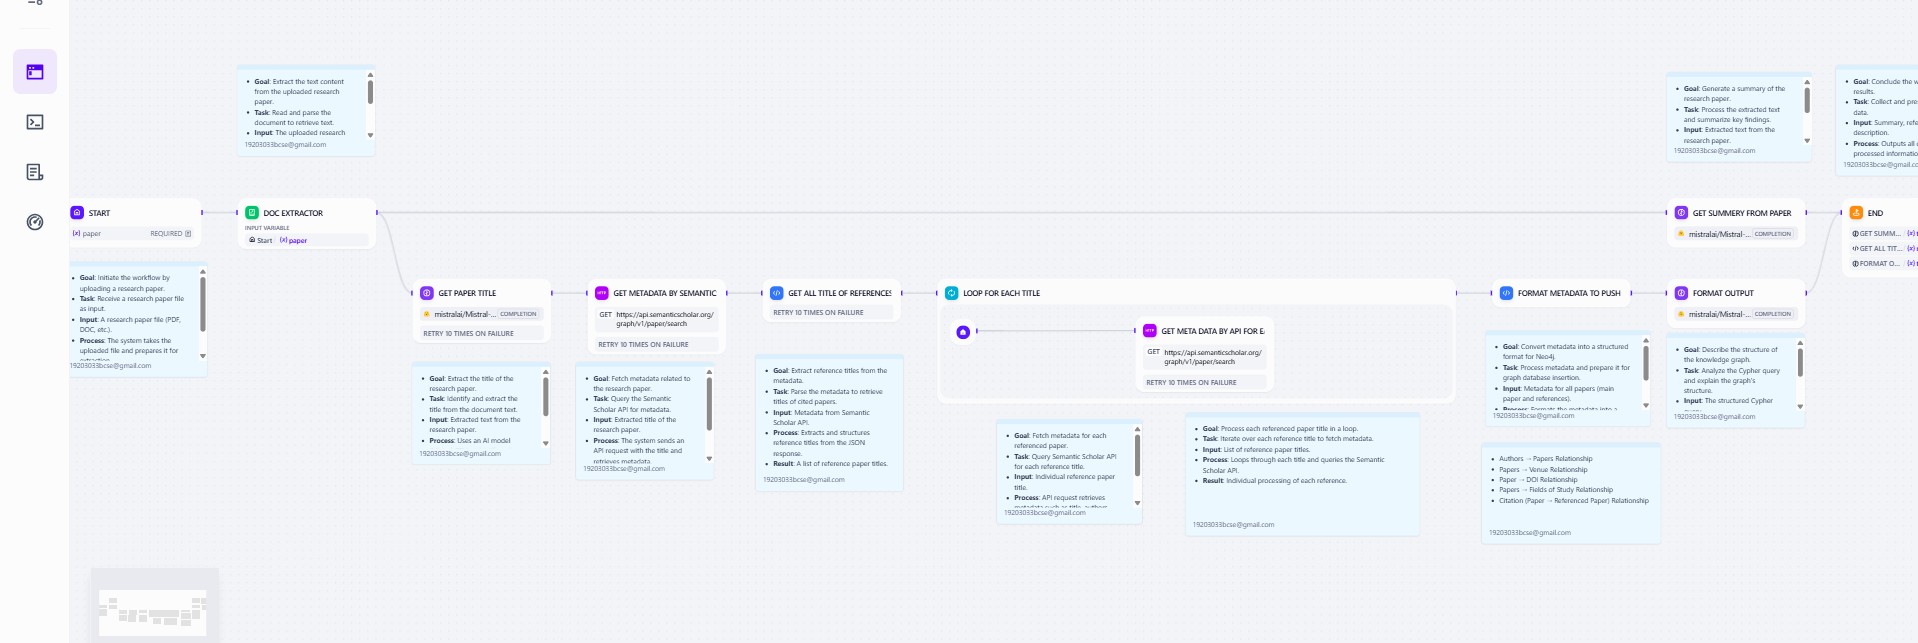 Goal: Extract the text content
from the uploaded research
paper.
Task: Read and parse the
document to retrieve text.
Input: The uploaded research
19203033bcse@gmail.com
Goal: Generate a summary of the
research paper.
Task: Process the extracted text
and summarize key findings.
Input: Extracted text from the
research paper.
19203033bcse@gmail.com
Goal: Conclude the w
results.
Task: Collect and pre
data.
Input: Summary, refe
description.
Process: Outputs all
processed informatio
19203033bcse@gmail.co
START
{x} paper REQUIRED
DOC EXTRACTOR
INPUT VARIABLE
Start {x} paper
GET SUMMERY FROM PAPER
mistralai/Mistral-... COMPLETION
END
GET SUMM... {x}
GET ALL TIT... {x}
FORMAT O... {x}
Goal: Initiate the workflow by
uploading a research paper.
Task: Receive a research paper file
as input.
Input: A research paper file (PDF,
DOC, etc.).
Process: The system takes the
uploaded file and prepares it for
extraction.
19203033bcse@gmail.com
GET PAPER TITLE
mistralai/Mistral-... COMPLETION
RETRY 10 TIMES ON FAILURE
GET METADATA BY SEMANTIC
GET https://api.semanticscholar.org/
graph/v1/paper/search
RETRY 10 TIMES ON FAILURE
GET ALL TITLE OF REFERENCES
RETRY 10 TIMES ON FAILURE
LOOP FOR EACH TITLE
GET META DATA BY API FOR EA
GET https://api.semanticscholar.org/
graph/v1/paper/search
RETRY 10 TIMES ON FAILURE
FORMAT METADATA TO PUSH
FORMAT OUTPUT
mistralai/Mistral-... COMPLETION
Goal: Extract the title of the
research paper.
Task: Identify and extract the
title from the document text.
Input: Extracted text from the
research paper.
Process: Uses an AI model
19203033bcse@gmail.com
Goal: Fetch metadata related to
the research paper.
Task: Query the Semantic
Scholar API for metadata.
Input: Extracted title of the
research paper.
Process: The system sends an
API request with the title and
retrieves metadata.
19203033bcse@gmail.com
Goal: Extract reference titles from the
metadata.
Task: Parse the metadata to retrieve
titles of cited papers.
Input: Metadata from Semantic
Scholar API.
Process: Extracts and structures
reference titles from the JSON
response.
Result: A list of reference paper titles.
19203033bcse@gmail.com
Goal: Fetch metadata for each
referenced paper.
Task: Query Semantic Scholar API
for each reference title.
Input: Individual reference paper
title.
Process: API request retrieves
metadata such as title, authors,
19203033bcse@gmail.com
Goal: Process each referenced paper title in a loop.
Task: Iterate over each reference title to fetch metadata.
Input: List of reference paper titles.
Process: Loops through each title and queries the Semantic
Scholar API.
Result: Individual processing of each reference.
19203033bcse@gmail.com
Goal: Convert metadata into a structured
format for Neo4j.
Task: Process metadata and prepare it for
graph database insertion.
Input: Metadata for all papers (main
paper and references).
Process: Formats the metadata into a
19203033bcse@gmail.com
Goal: Describe the structure of
the knowledge graph.
Task: Analyze the Cypher query
and explain the graph's
structure.
Input: The structured Cypher
19203033bcse@gmail.com
Authors → Papers Relationship
Papers → Venue Relationship
Paper → DOI Relationship
Papers → Fields of Study Relationship
Citation (Paper → Referenced Paper) Relationship
19203033bcse@gmail.com